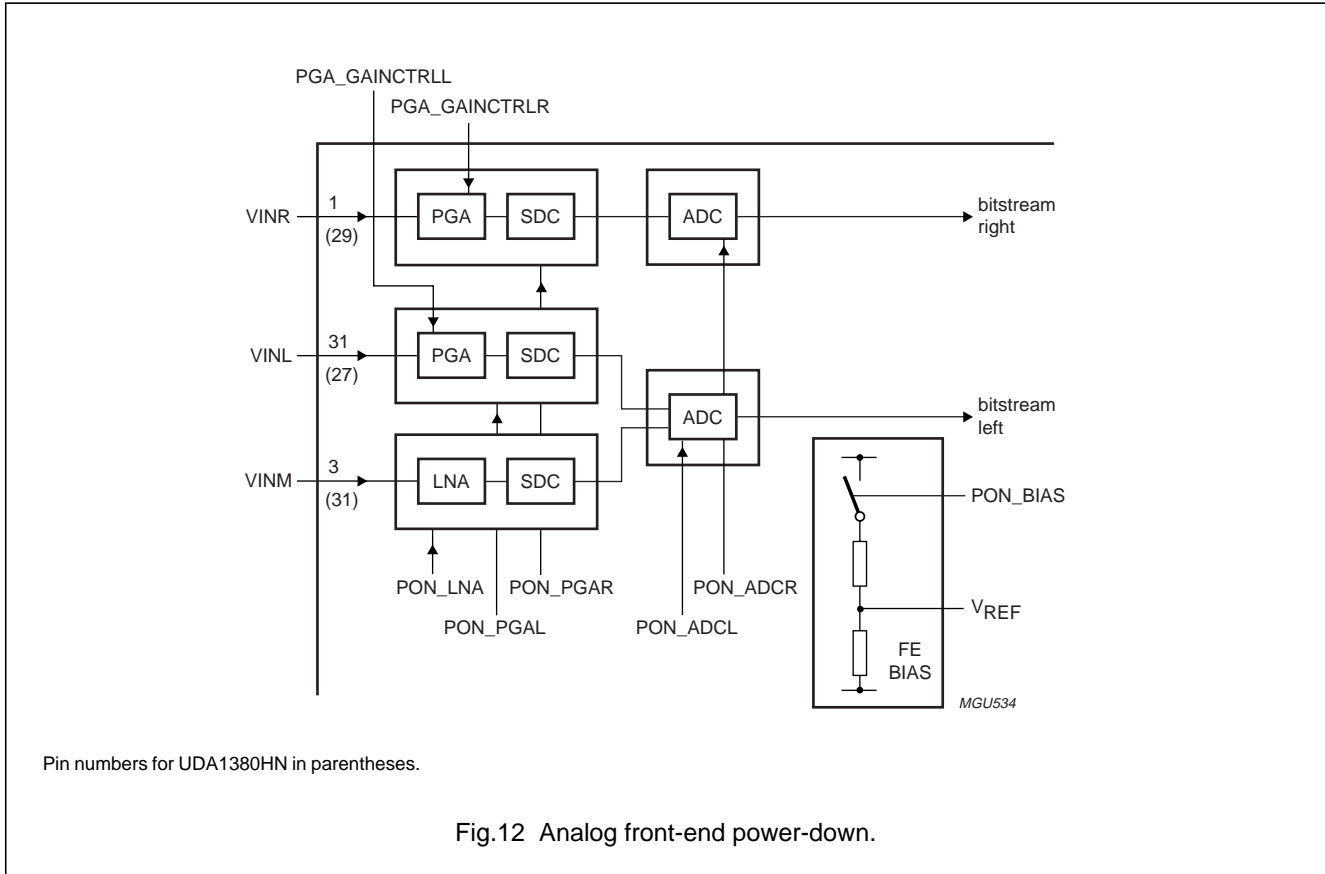 PGA_GAINCTRLL
PGA_GAINCTRLR
VINR
1
(29)
PGA
SDC
ADC
bitstream
right
VINL
31
(27)
PGA
SDC
ADC
bitstream
left
VINM
3
(31)
LNA
SDC
PON_BIAS
PON_LNA
PON_PGAR
PON_ADCR
PON_PGAL
PON_ADCL
VREF
FE
BIAS
MGU534
Pin numbers for UDA1380HN in parentheses.
Fig.12 Analog front-end power-down.